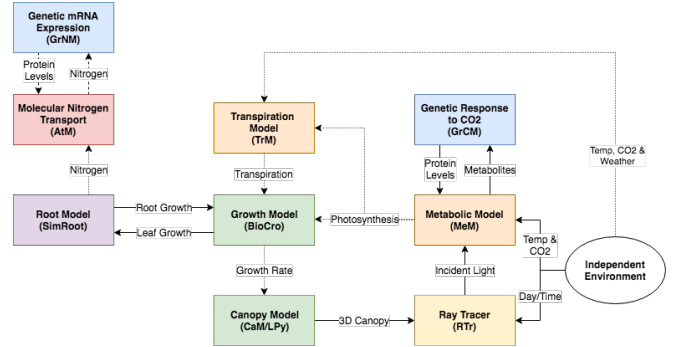 Genetic mRNA
Expression
(GrNM)
Protein
Levels
Nitrogen
Molecular Nitrogen
Transport
(AtM)
Nitrogen
Root Model
(SimRoot)
Root Growth
Leaf Growth
Transpiration
Model
(TrM)
Transpiration
Growth Model
(BioCro)
Growth Rate
Canopy Model
(CaM/LPy)
3D Canopy
Photosynthesis
Genetic Response
to CO2
(GrCM)
Protein
Levels
Metabolites
Metabolic Model
(MeM)
Incident Light
Ray Tracer
(RTr)
Temp, CO2 &
Weather
Temp &
CO2
Day/Time
Independent
Environment